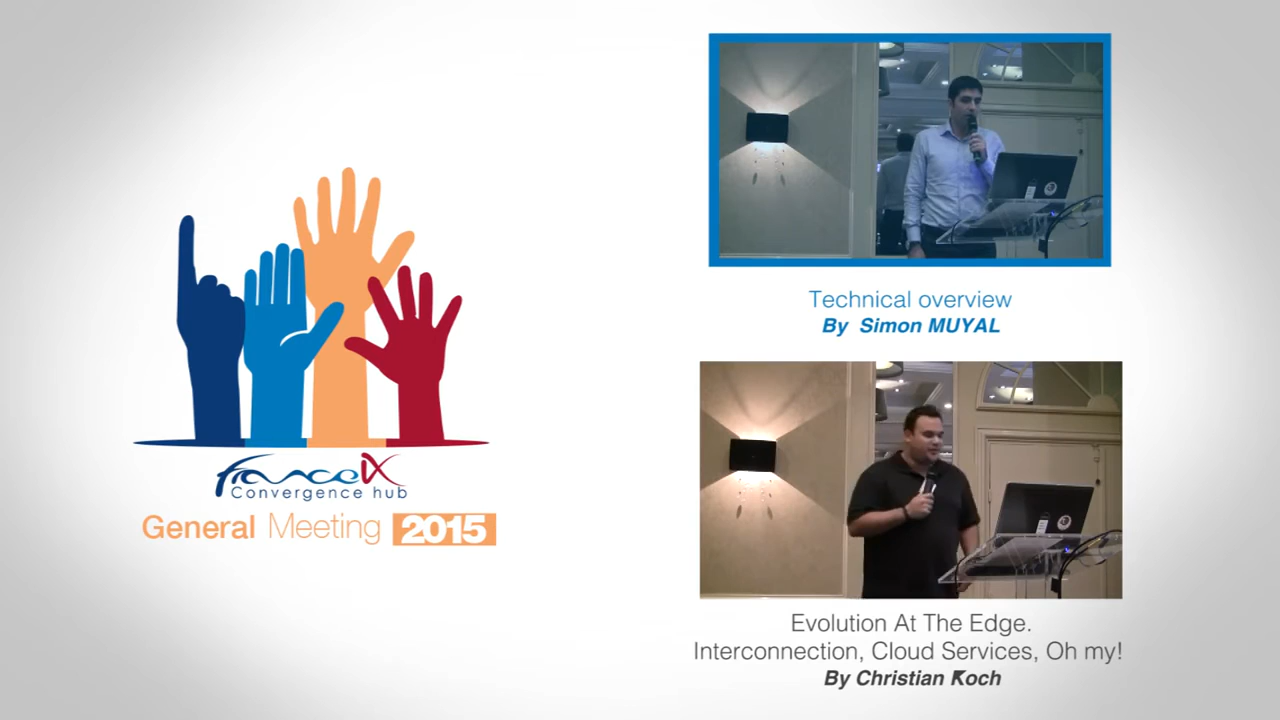 franceIX
Convergence hub
General Meeting 2015
Technical overview
By Simon MUYAL
Evolution At The Edge.
Interconnection, Cloud Services, Oh my!
By Christian Koch